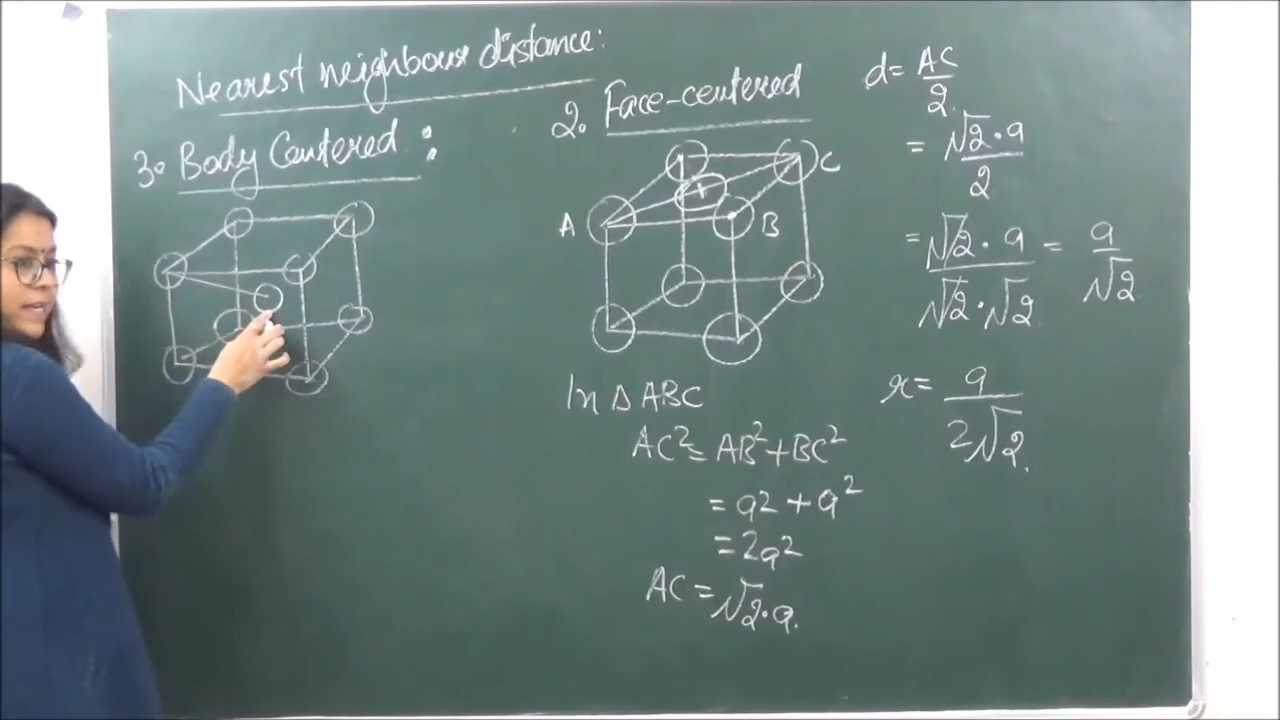 Nearest neighbour distance:
3. Body Centered :
2. Face-centered
A
B
C
In Δ ABC
AC² = AB² + BC²
= a² + a²
= 2a²
AC = √2 · a.
d = AC/2
= √2 · a / 2
= √2 · a / √2 · √2 = a / √2
r = a / 2√2.